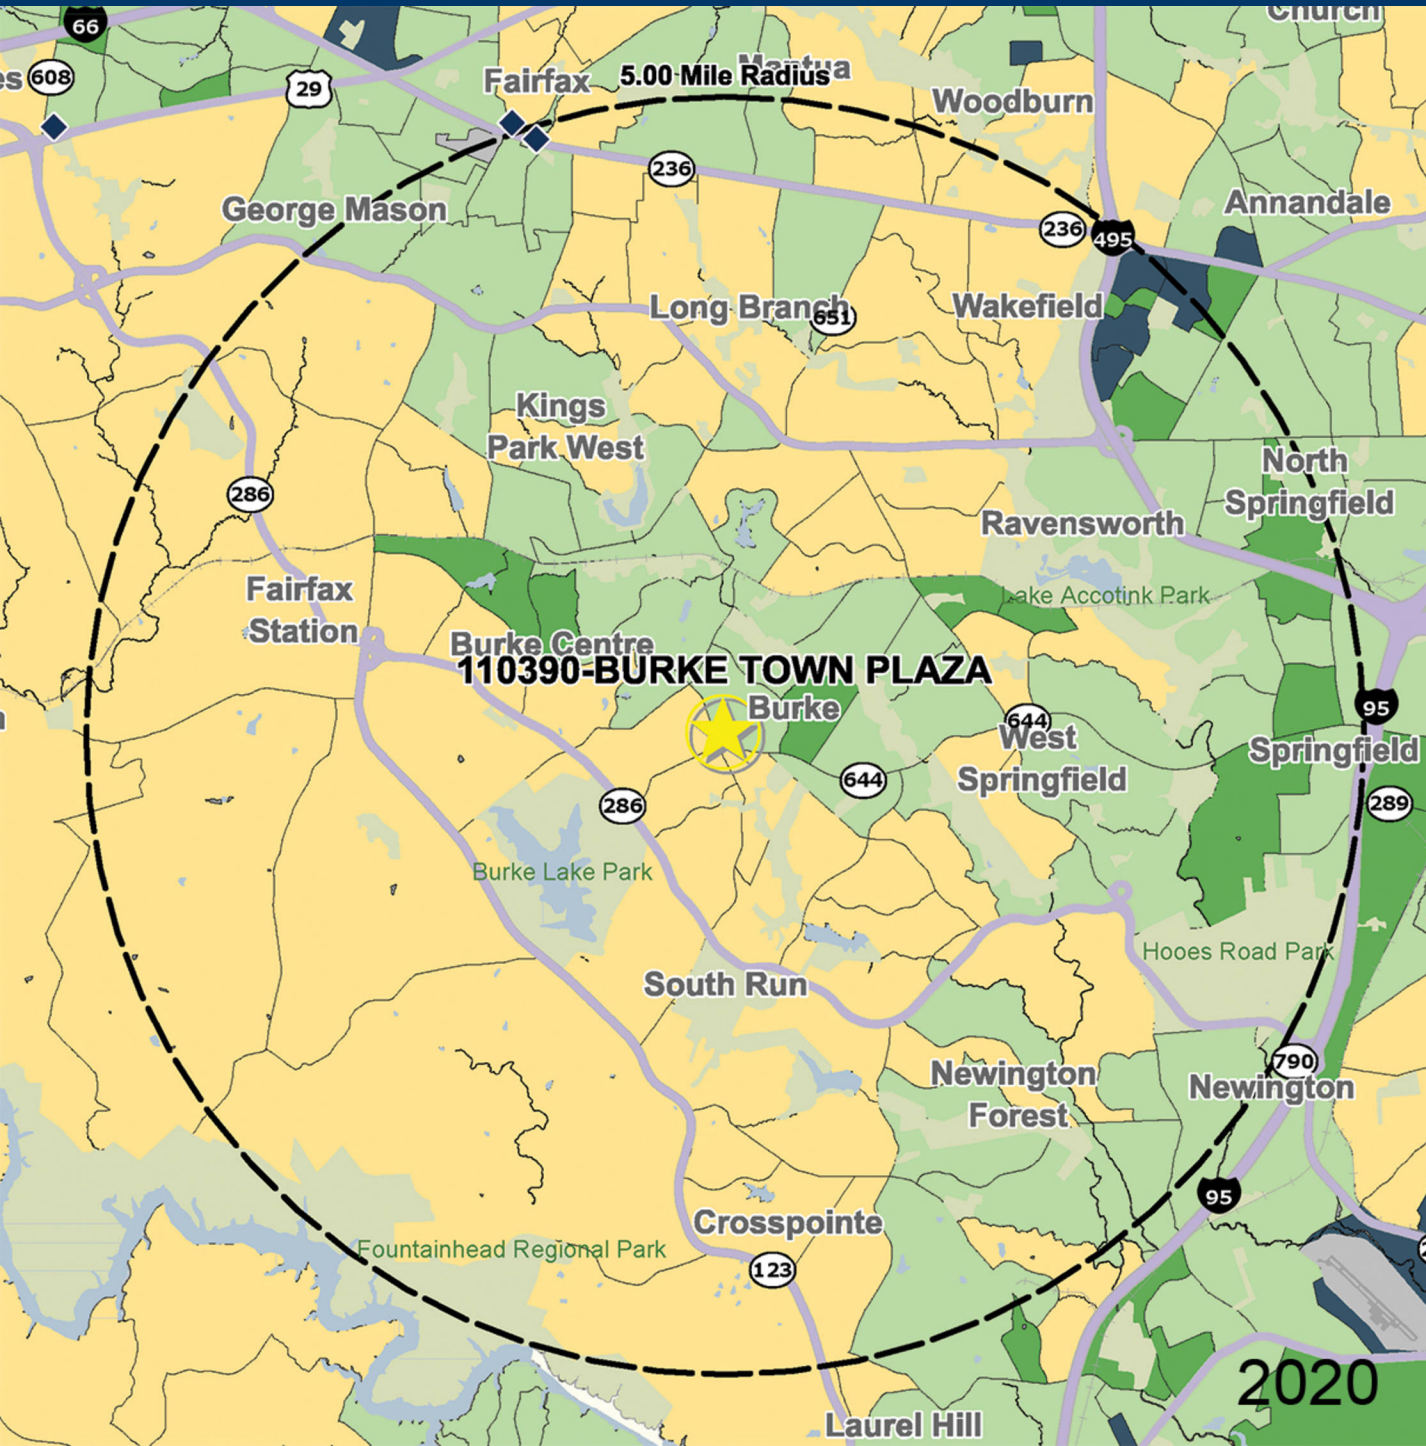 Church
66
608
29
Fairfax
5.00 Mile Radius
Mantua
Woodburn
236
George Mason
236
495
Annandale
Long Branch
651
Wakefield
Kings
Park West
North
Springfield
286
Ravensworth
Fairfax
Station
Lake Accotink Park
Burke Centre
110390-BURKE TOWN PLAZA
Burke
644
West
Springfield
95
Springfield
644
286
289
Burke Lake Park
Hooes Road Park
South Run
790
Newington
Newington
Forest
95
Crosspointe
Fountainhead Regional Park
123
2020
Laurel Hill